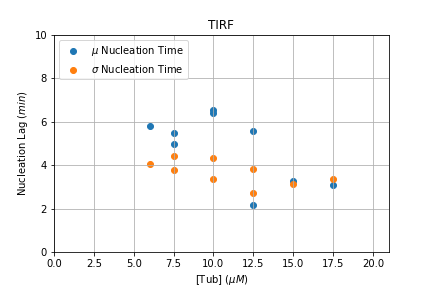 TIRF
μ Nucleation Time
σ Nucleation Time
Nucleation Lag (min)
10
8
6
4
2
0
0.0 2.5 5.0 7.5 10.0 12.5 15.0 17.5 20.0
[Tub] (μM)